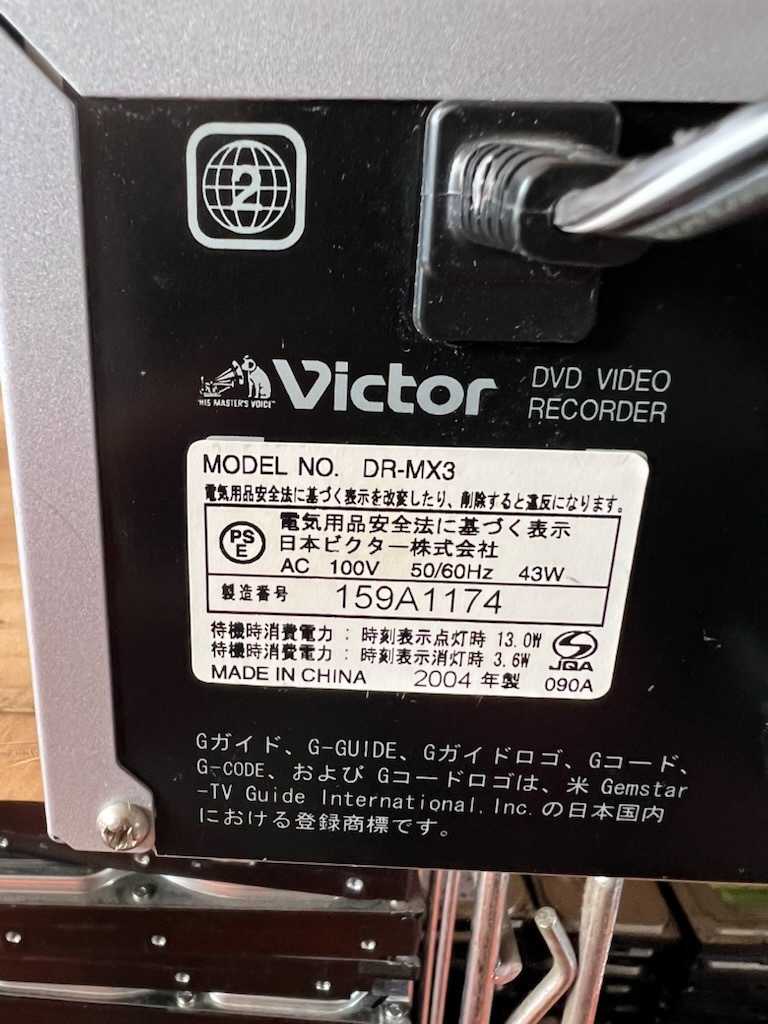 2
"HIS MASTER'S VOICE"
Victor
DVD VIDEO
RECORDER
MODEL NO. DR-MX3
電気用品安全法に基づく表示を改変したり、削除すると違反になります。
PS
E
電気用品安全法に基づく表示
日本ビクター株式会社
AC 100V 50/60Hz 43W
製造番号 159A1174
待機時消費電力 : 時刻表示点灯時 13.0W
待機時消費電力 : 時刻表示消灯時 3.6W
JQA
MADE IN CHINA 2004 年製 090A
Gガイド、G-GUIDE、Gガイドロゴ、Gコード、
G-CODE、および Gコードロゴは、米 Gemstar
-TV Guide International, Inc. の日本国内
における登録商標です。